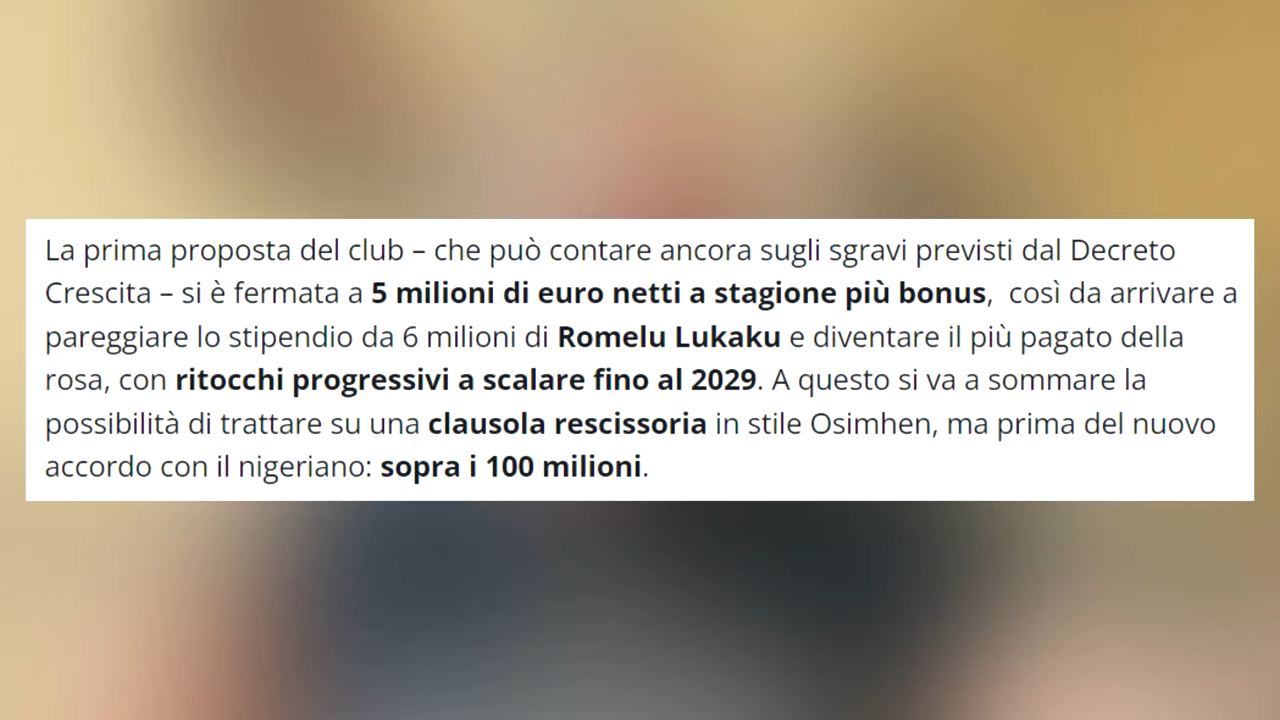 La prima proposta del club – che può contare ancora sugli sgravi previsti dal Decreto
Crescita – si è fermata a 5 milioni di euro netti a stagione più bonus,  così da arrivare a
pareggiare lo stipendio da 6 milioni di Romelu Lukaku e diventare il più pagato della
rosa, con ritocchi progressivi a scalare fino al 2029. A questo si va a sommare la
possibilità di trattare su una clausola rescissoria in stile Osimhen, ma prima del nuovo
accordo con il nigeriano: sopra i 100 milioni.